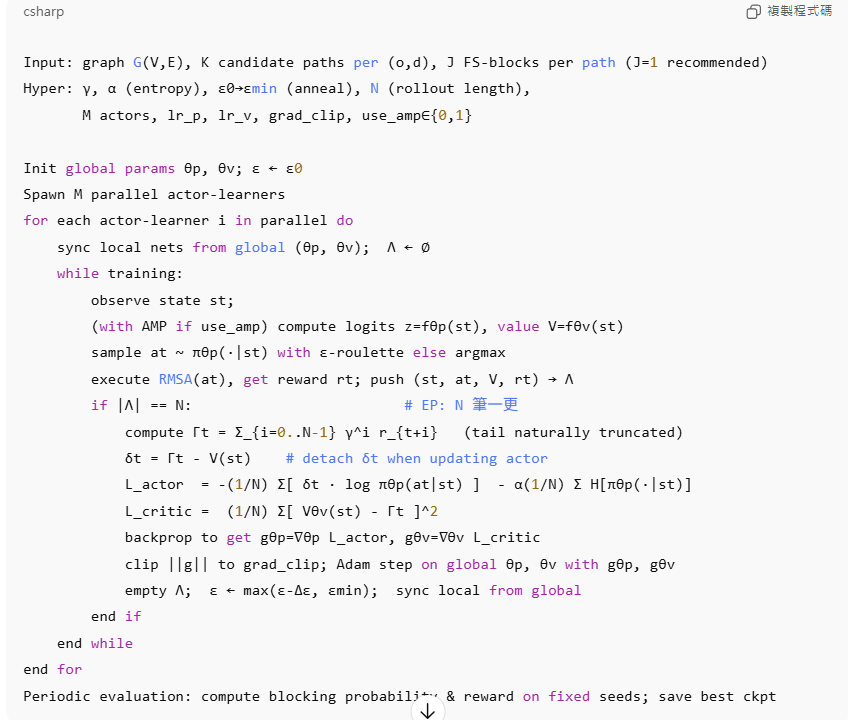 csharp
複製程式碼
Input: graph G(V,E), K candidate paths per (o,d), J FS-blocks per path (J=1 recommended)
Hyper: γ, α (entropy), ε0→εmin (anneal), N (rollout length),
       M actors, lr_p, lr_v, grad_clip, use_amp∈{0,1}
Init global params θp, θv; ε ← ε0
Spawn M parallel actor-learners
for each actor-learner i in parallel do
    sync local nets from global (θp, θv);  Λ ← Ø
    while training:
        observe state st;
        (with AMP if use_amp) compute logits z=fθp(st), value V=fθv(st)
        sample at ~ πθp(·|st) with ε-roulette else argmax
        execute RMSA(at), get reward rt; push (st, at, V, rt) → Λ
        if |Λ| == N:                         # EP: N 筆一更
            compute Γt = Σ_{i=0..N-1} γ^i r_{t+i}   (tail naturally truncated)
            δt = Γt - V(st)    # detach δt when updating actor
            L_actor  = -(1/N) Σ[ δt · log πθp(at|st) ]  - α(1/N) Σ H[πθp(·|st)]
            L_critic =  (1/N) Σ[ Vθv(st) - Γt ]^2
            backprop to get gθp=∇θp L_actor, gθv=∇θv L_critic
            clip ||g|| to grad_clip; Adam step on global θp, θv with gθp, gθv
            empty Λ;  ε ← max(ε-Δε, εmin);  sync local from global
        end if
    end while
end for
Periodic evaluation: compute blocking probability & reward on fixed seeds; save best ckpt